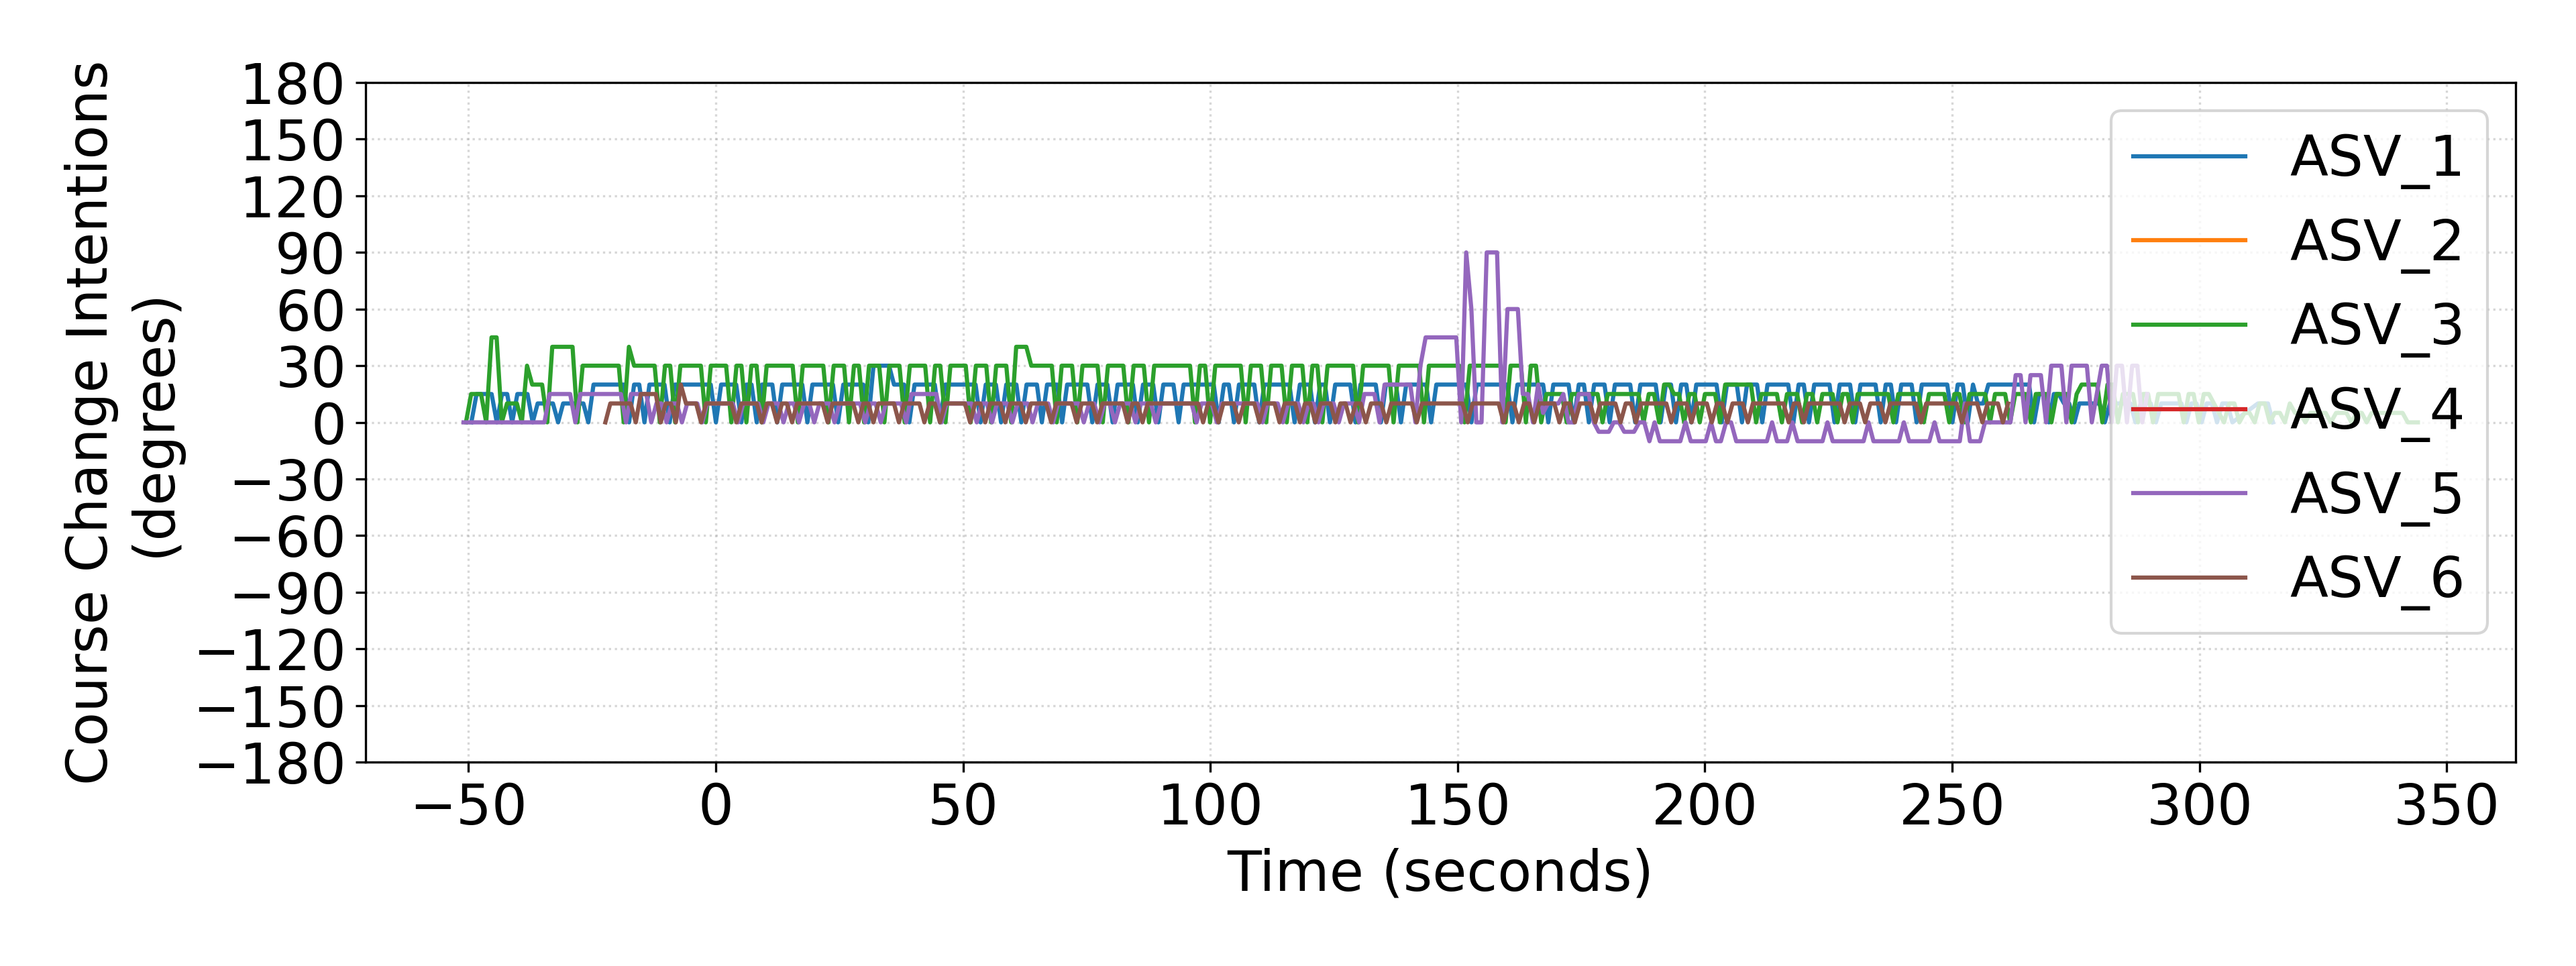 Course Change Intentions
(degrees)
180
150
120
90
60
30
0
−30
−60
−90
−120
−150
−180
−50 0 50 100 150 200 250 300 350
Time (seconds)
ASV_1
ASV_2
ASV_3
ASV_4
ASV_5
ASV_6